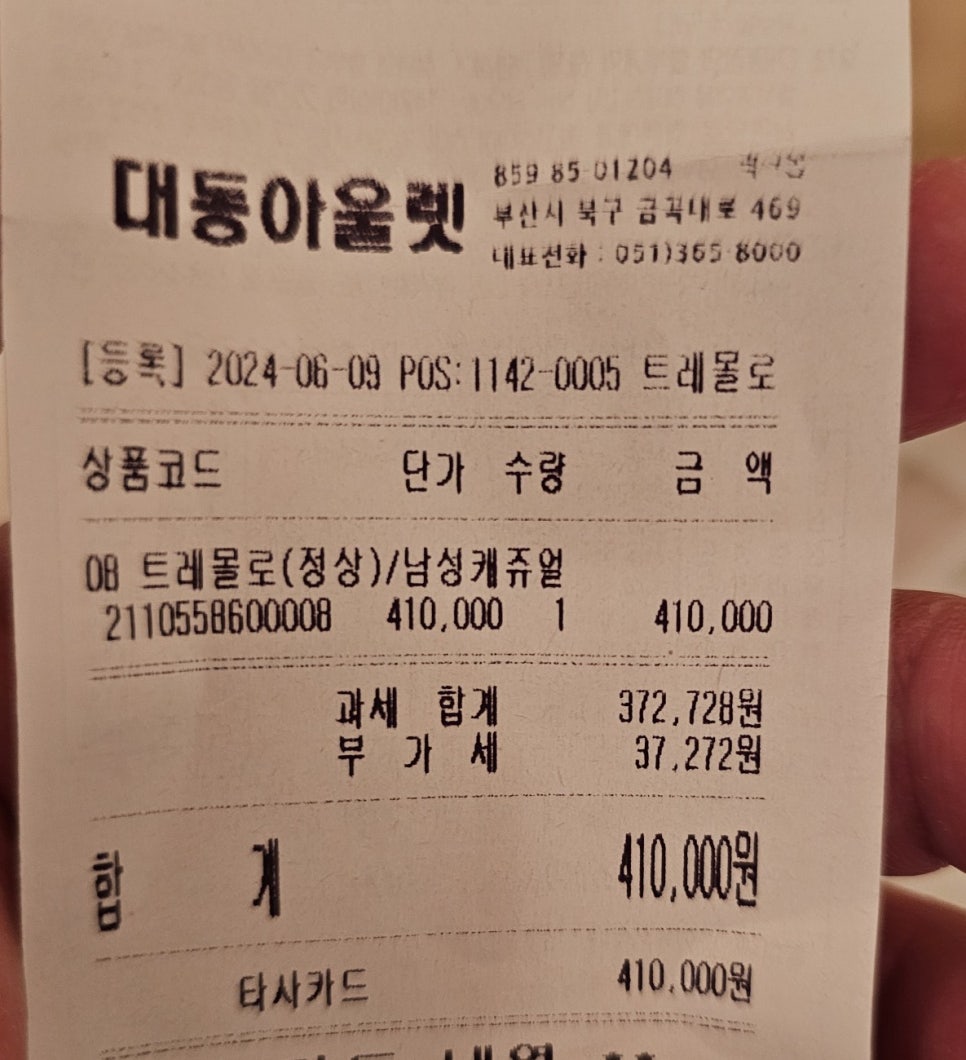 대동아울렛
859 85 01204
부산시 북구 금곡대로 469
대표전화 : 051)365-8000
[등록] 2024-06-09 POS:1142-0005 트레몰로
상품코드 단가 수량 금 액
08 트레몰로(정상)/남성캐쥬얼
2110558600008 410,000 1 410,000
과세 합계 372,728원
부 가 세 37,272원
합 계 410,000원
타사카드 410,000원